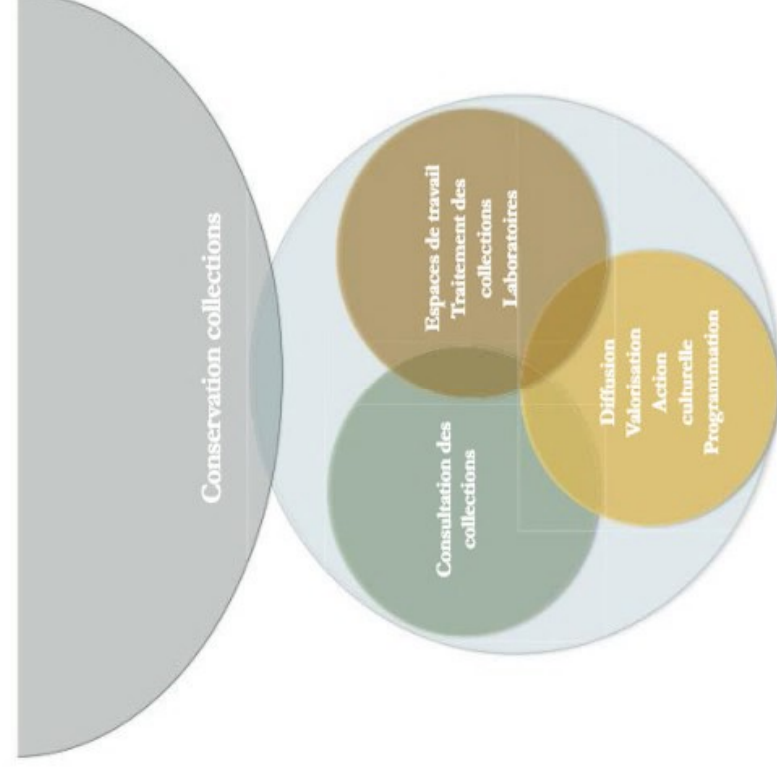 Conservation collections
Consultation des
collections
Espaces de travail
Traitement des
collections
Laboratoires
Diffusion
Valorisation
Action
culturelle
Programmation